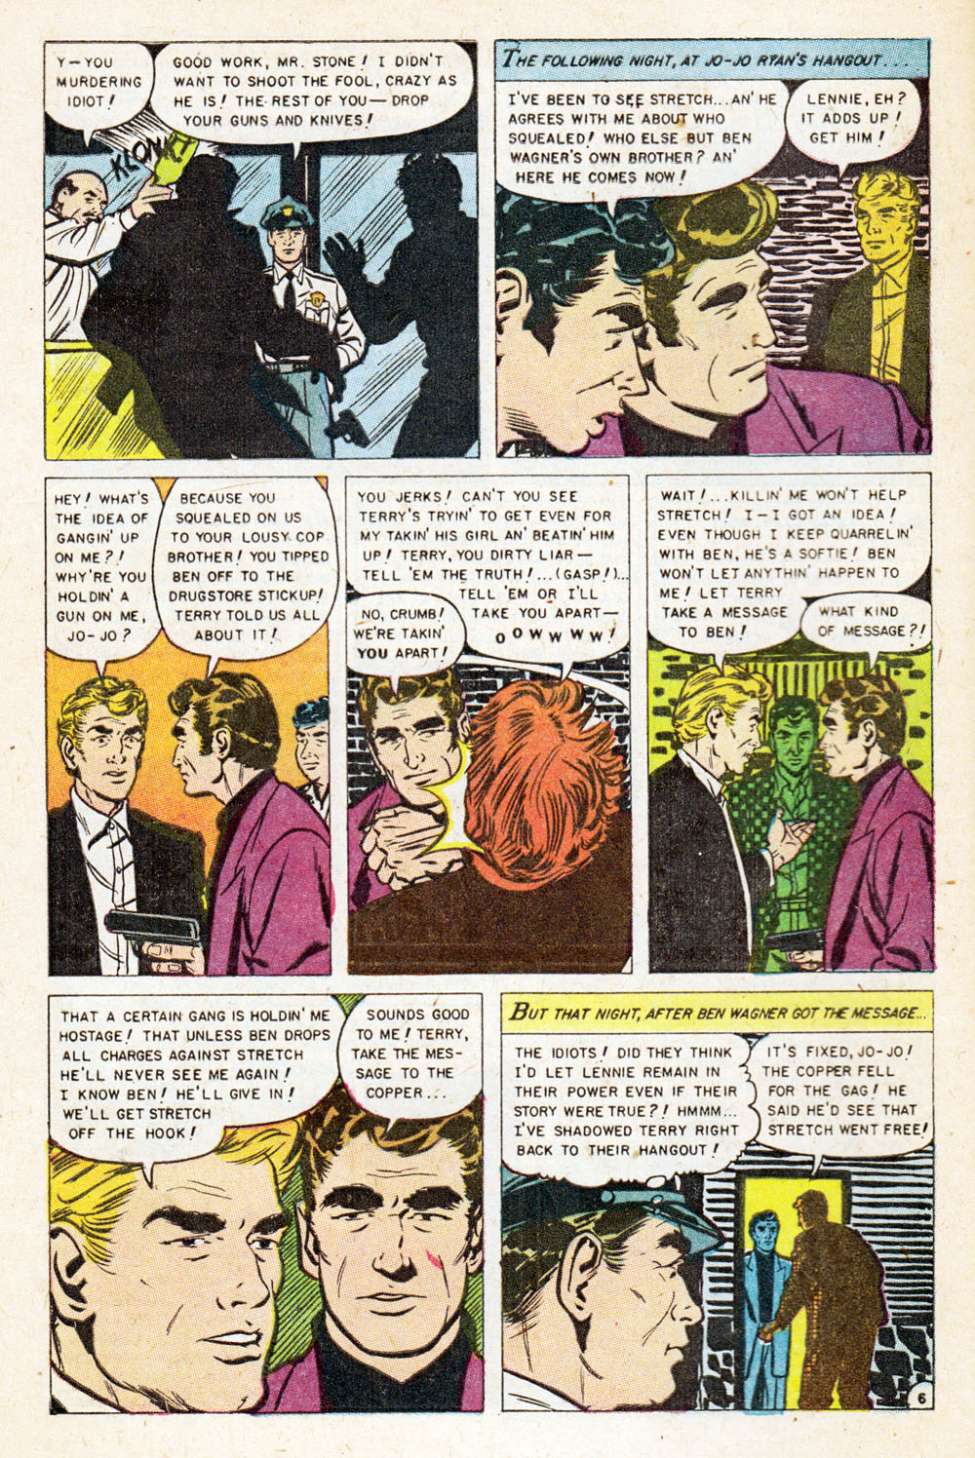 Y—YOU
MURDERING
IDIOT!
GOOD WORK, MR. STONE! I DIDN'T
WANT TO SHOOT THE FOOL, CRAZY AS
HE IS! THE REST OF YOU— DROP
YOUR GUNS AND KNIVES!
KLONK!
THE FOLLOWING NIGHT, AT JO-JO RYAN'S HANGOUT...
I'VE BEEN TO SEE STRETCH...AN' HE
AGREES WITH ME ABOUT WHO
SQUEALED! WHO ELSE BUT BEN
WAGNER'S OWN BROTHER? AN'
HERE HE COMES NOW!
LENNIE, EH?
IT ADDS UP!
GET HIM!
HEY! WHAT'S
THE IDEA OF
GANGIN' UP
ON ME?!
WHY'RE YOU
HOLDIN' A
GUN ON ME,
JO-JO?
BECAUSE YOU
SQUEALED ON US
TO YOUR LOUSY COP
BROTHER! YOU TIPPED
BEN OFF TO THE
DRUGSTORE STICKUP!
TERRY TOLD US ALL
ABOUT IT!
YOU JERKS! CAN'T YOU SEE
TERRY'S TRYIN' TO GET EVEN FOR
MY TAKIN' HIS GIRL AN' BEATIN' HIM
UP! TERRY, YOU DIRTY LIAR—
TELL 'EM THE TRUTH!...(GASP!)...
TELL 'EM OR I'LL
TAKE YOU APART—
OOWWWW!
NO, CRUMB!
WE'RE TAKIN'
YOU APART!
WAIT!...KILLIN' ME WON'T HELP
STRETCH! I—I GOT AN IDEA!
EVEN THOUGH I KEEP QUARRELIN'
WITH BEN, HE'S A SOFTIE! BEN
WON'T LET ANYTHIN' HAPPEN TO
ME! LET TERRY
TAKE A MESSAGE
TO BEN!
WHAT KIND
OF MESSAGE?!
THAT A CERTAIN GANG IS HOLDIN' ME
HOSTAGE! THAT UNLESS BEN DROPS
ALL CHARGES AGAINST STRETCH
HE'LL NEVER SEE ME AGAIN!
I KNOW BEN! HE'LL GIVE IN!
WE'LL GET STRETCH
OFF THE HOOK!
SOUNDS GOOD
TO ME! TERRY,
TAKE THE MES-
SAGE TO THE
COPPER...
BUT THAT NIGHT, AFTER BEN WAGNER GOT THE MESSAGE...
THE IDIOTS! DID THEY THINK
I'D LET LENNIE REMAIN IN
THEIR POWER EVEN IF THEIR
STORY WERE TRUE?! HMMM...
I'VE SHADOWED TERRY RIGHT
BACK TO THEIR HANGOUT!
IT'S FIXED, JO-JO!
THE COPPER FELL
FOR THE GAG! HE
SAID HE'D SEE THAT
STRETCH WENT FREE!
6